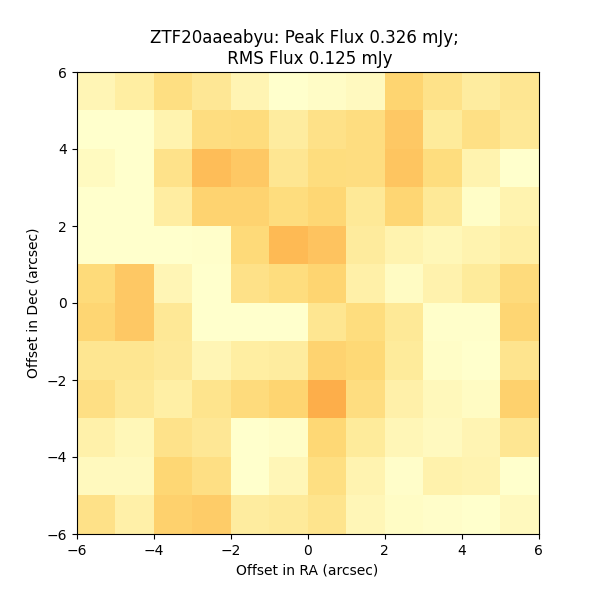 ZTF20aaeabyu: Peak Flux 0.326 mJy;
RMS Flux 0.125 mJy
6
4
2
0
−2
−4
−6
Offset in Dec (arcsec)
−6 −4 −2 0 2 4 6
Offset in RA (arcsec)